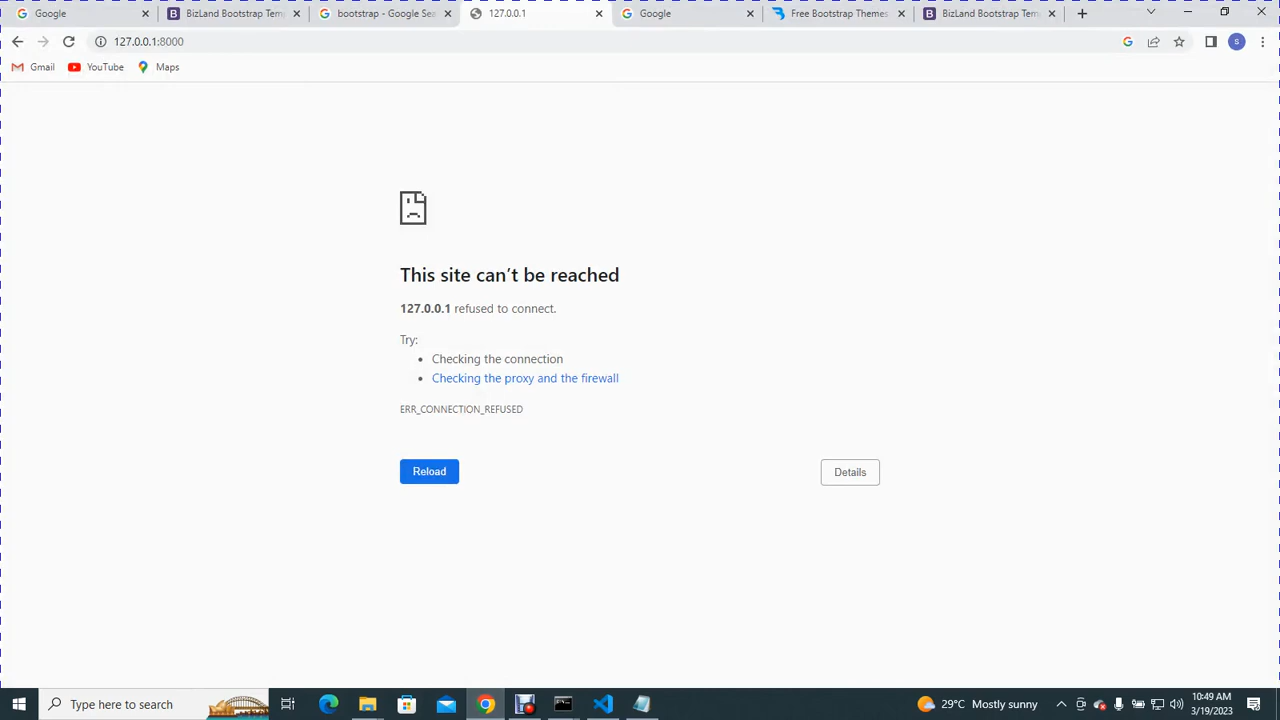 Google
BizLand Bootstrap Temp
bootstrap - Google Sea
127.0.0.1
Google
Free Bootstrap Themes
BizLand Bootstrap Tem
127.0.0.1:8000
S
Gmail
YouTube
Maps
This site can't be reached
127.0.0.1 refused to connect.
Try:
• Checking the connection
• Checking the proxy and the firewall
ERR_CONNECTION_REFUSED
Reload
Details
Type here to search
29°C Mostly sunny
10:49 AM
3/19/2023